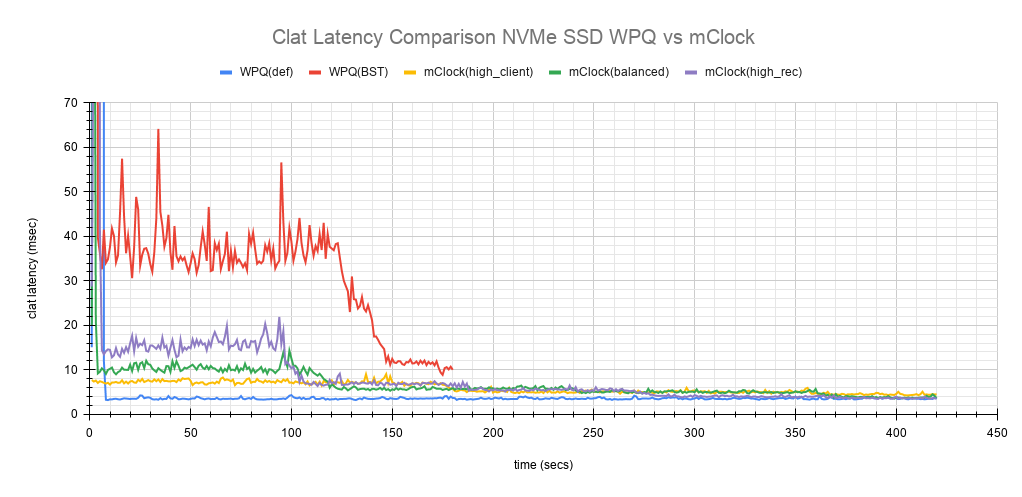 Clat Latency Comparison NVMe SSD WPQ vs mClock
WPQ(def) WPQ(BST) mClock(high_client) mClock(balanced) mClock(high_rec)
70
60
50
40
30
20
10
0
clat latency (msec)
0 50 100 150 200 250 300 350 400 450
time (secs)